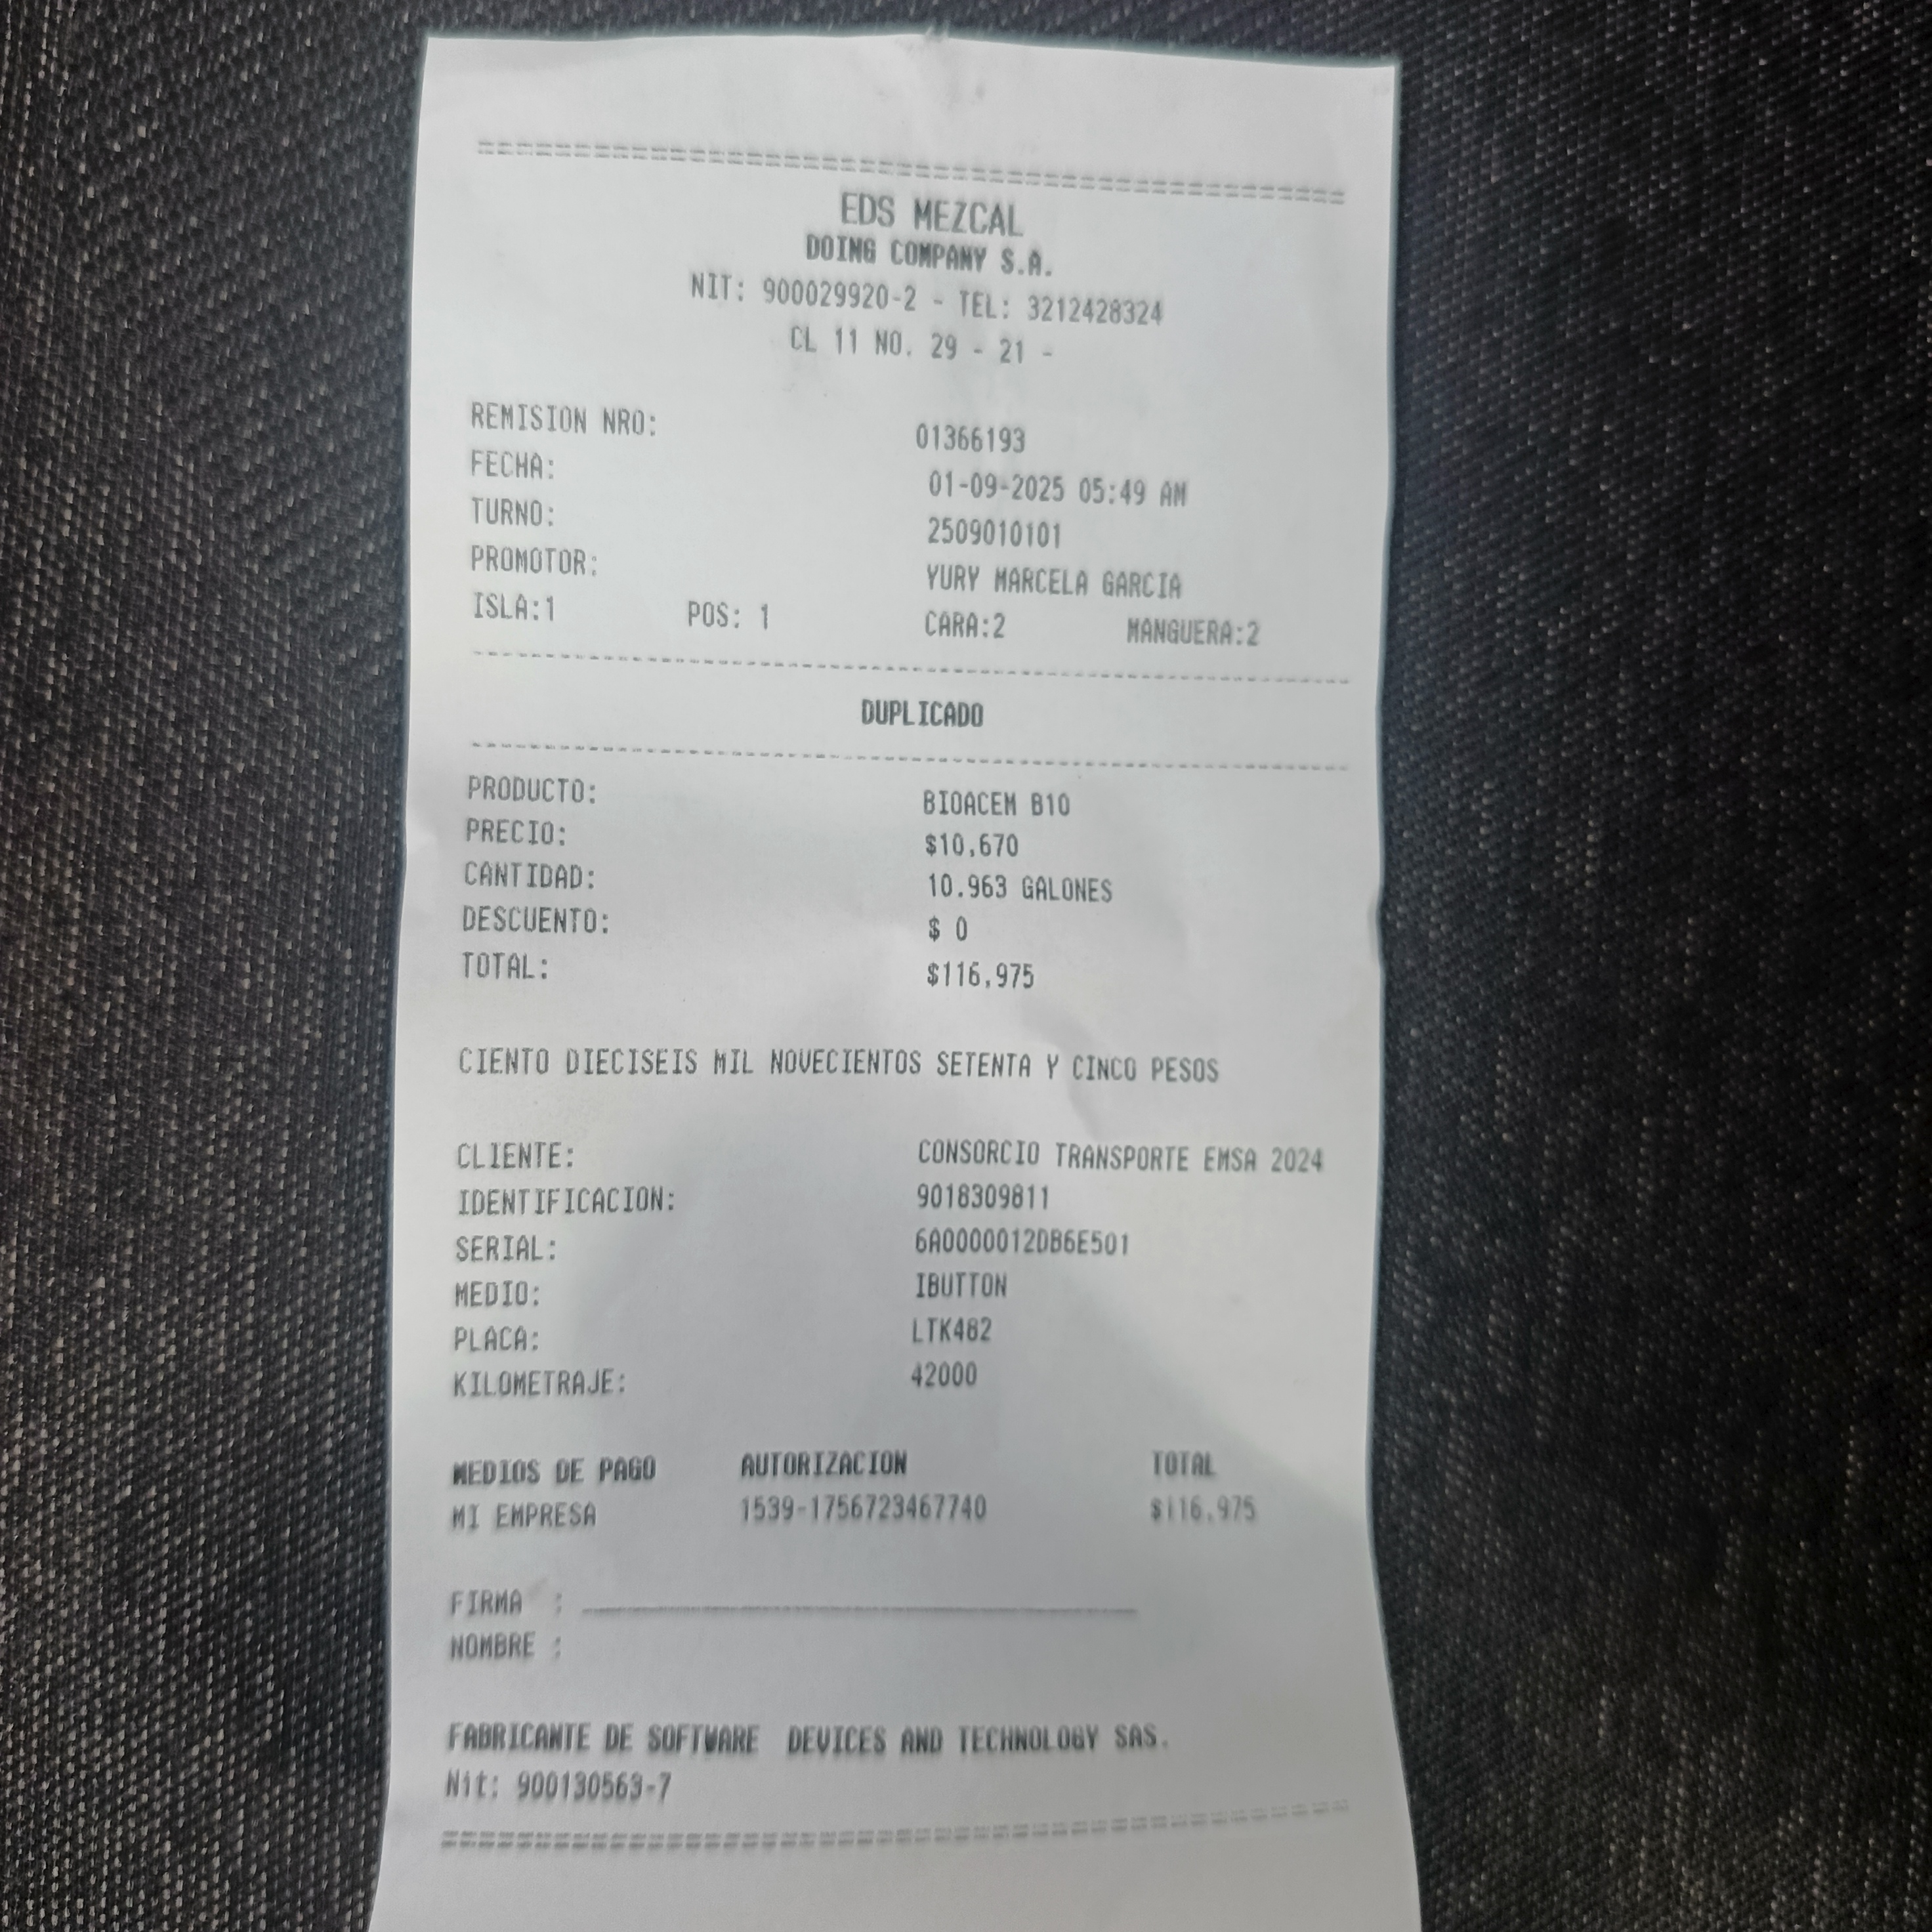 ================================================
EDS MEZCAL
DOING COMPANY S.A.
NIT: 900029920-2 - TEL: 3212428324
CL 11 NO. 29 - 21 -
REMISION NRO: 01366193
FECHA: 01-09-2025 05:49 AM
TURNO: 2509010101
PROMOTOR: YURY MARCELA GARCIA
ISLA:1 POS: 1 CARA:2 MANGUERA:2
DUPLICADO
PRODUCTO: BIOACEM B10
PRECIO: $10,670
CANTIDAD: 10.963 GALONES
DESCUENTO: $ 0
TOTAL: $116,975
CIENTO DIECISEIS MIL NOVECIENTOS SETENTA Y CINCO PESOS
CLIENTE: CONSORCIO TRANSPORTE EMSA 2024
IDENTIFICACION: 9018309811
SERIAL: 6A0000012DB6E501
MEDIO: IBUTTON
PLACA: LTK482
KILOMETRAJE: 42000
MEDIOS DE PAGO AUTORIZACION TOTAL
MI EMPRESA 1539-1756723467740 $116,975
FIRMA :
NOMBRE :
FABRICANTE DE SOFTWARE DEVICES AND TECHNOLOGY SAS.
Nit: 900130563-7
================================================